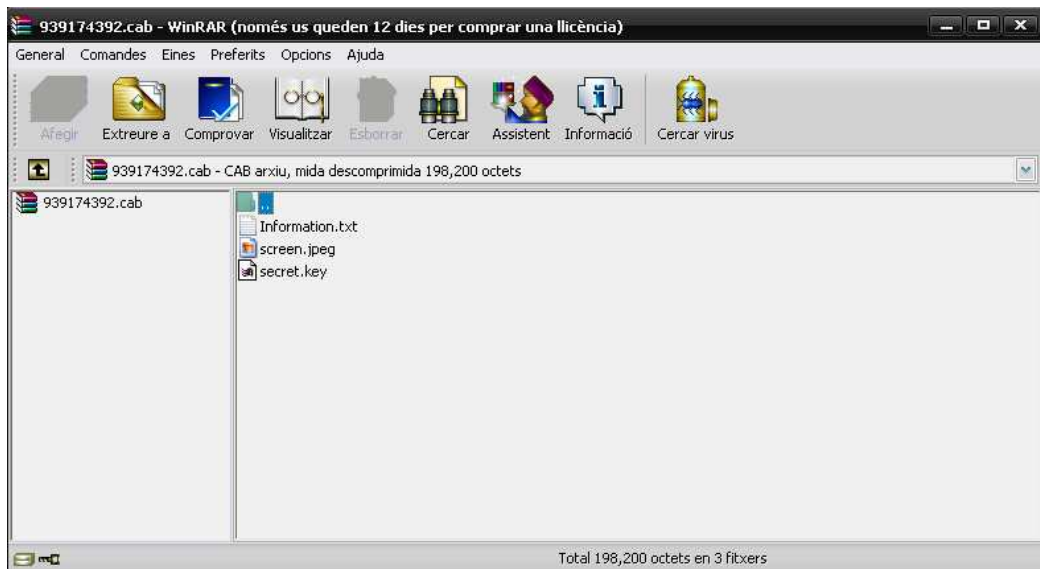 939174392.cab - WinRAR (només us queden 12 dies per comprar una llicència)
General Comandes Eines Preferits Opcions Ajuda
Afegir Extreure a Comprovar Visualitzar Esborrar Cercar Assistent Informació Cercar virus
939174392.cab - CAB arxiu, mida descomprimida 198,200 octets
939174392.cab
..
Information.txt
screen.jpeg
secret.key
Total 198,200 octets en 3 fitxers